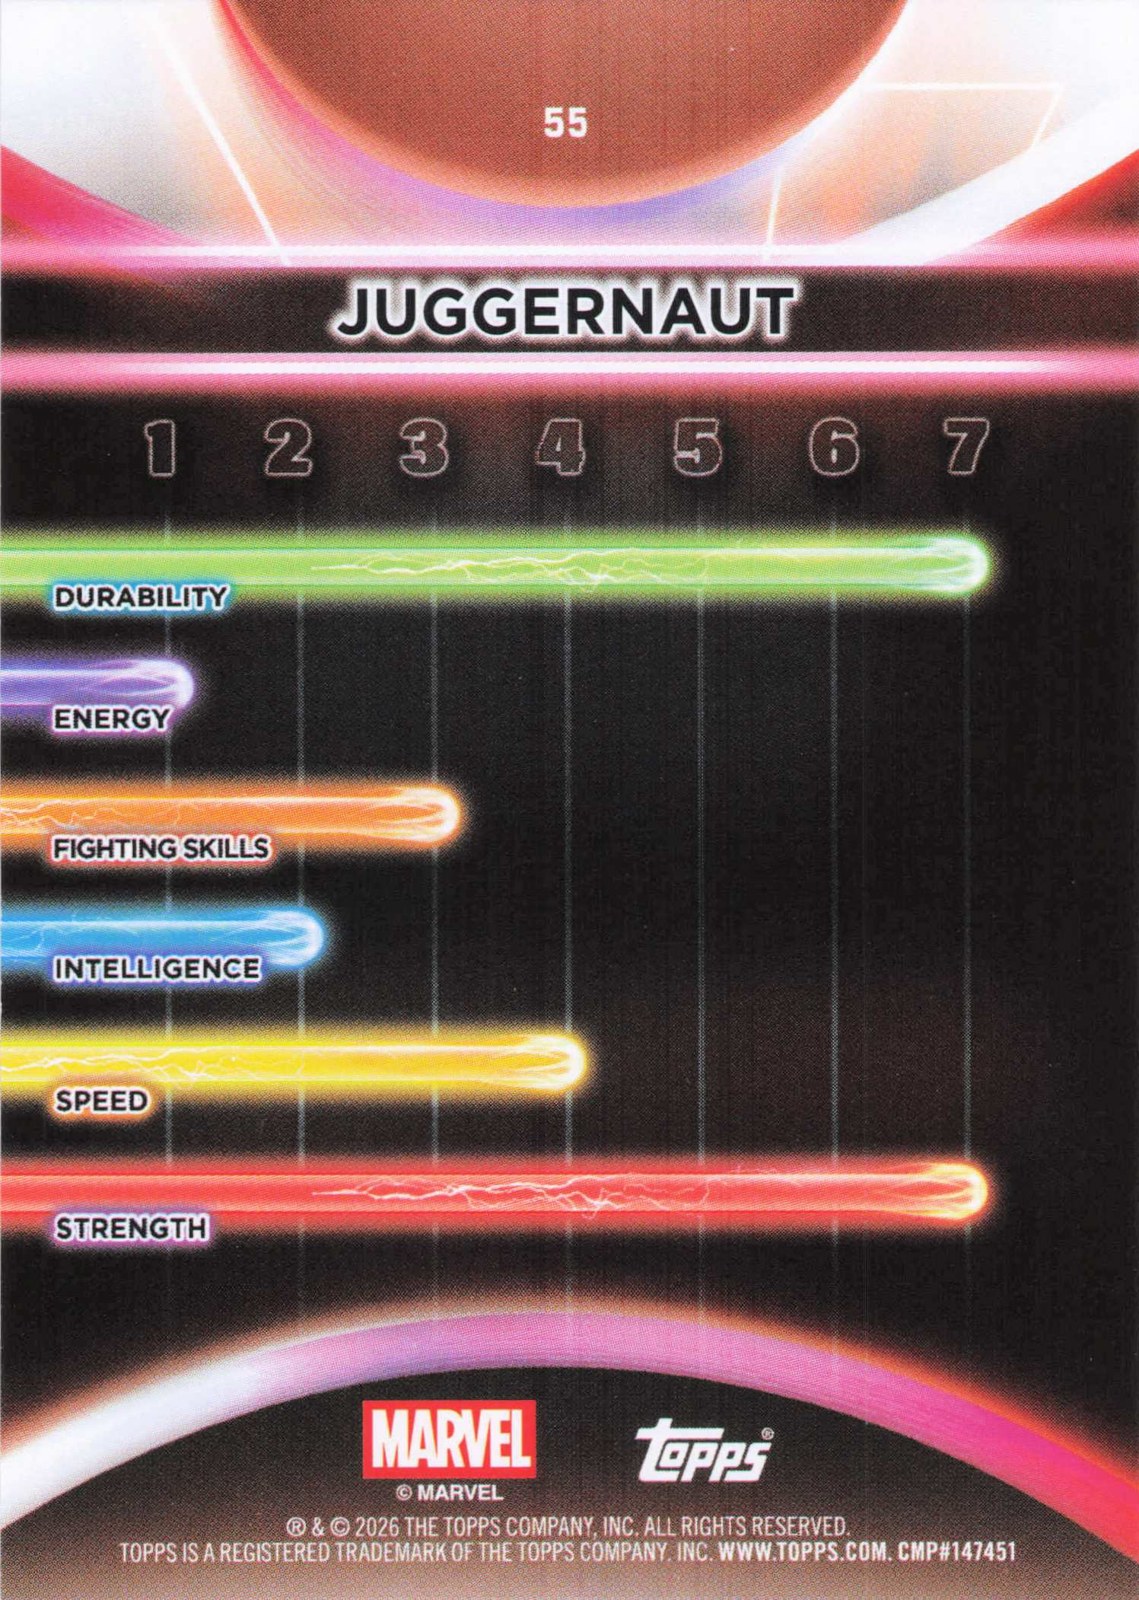 55
JUGGERNAUT
1 2 3 4 5 6 7
DURABILITY
ENERGY
FIGHTING SKILLS
INTELLIGENCE
SPEED
STRENGTH
MARVEL
© MARVEL
Topps®
® & © 2026 THE TOPPS COMPANY, INC. ALL RIGHTS RESERVED.
TOPPS IS A REGISTERED TRADEMARK OF THE TOPPS COMPANY. INC. WWW.TOPPS.COM. CMP#147451